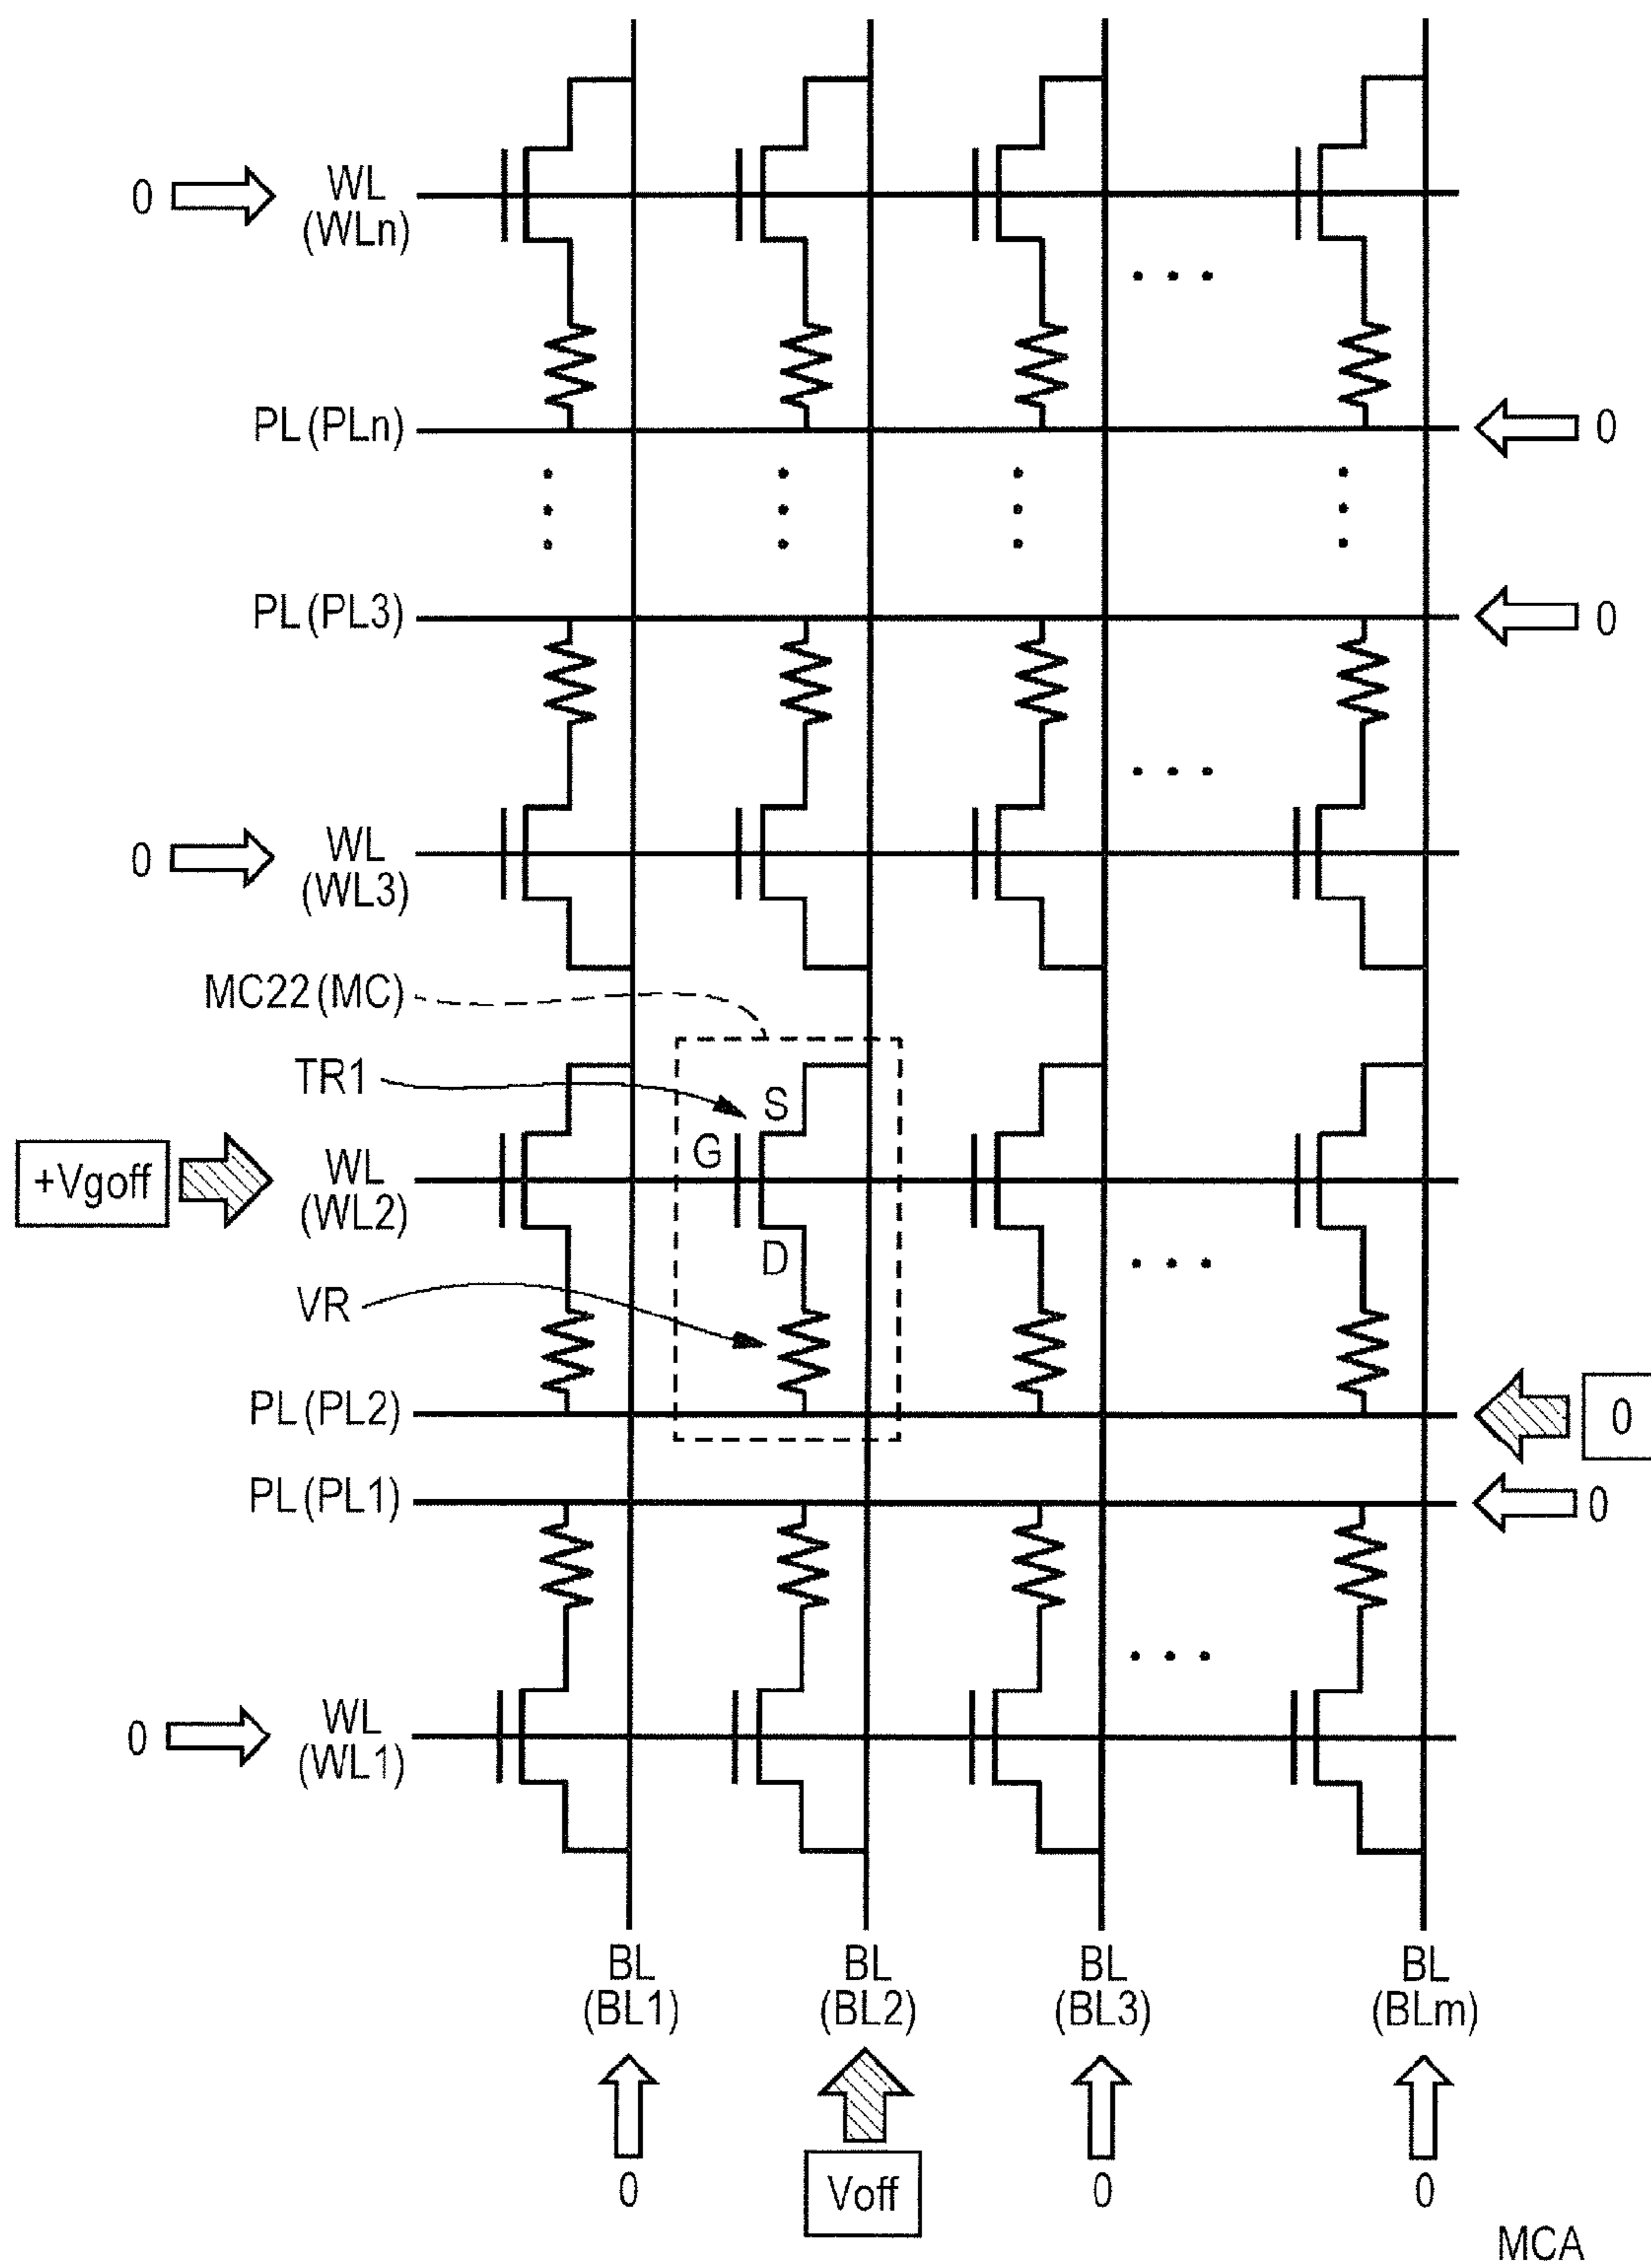 0
WL
(WLn)
PL(PLn)
0
PL(PL3)
0
0
WL
(WL3)
MC22(MC)
TR1
S
G
+Vgoff
WL
(WL2)
D
VR
PL(PL2)
0
PL(PL1)
0
0
WL
(WL1)
BL
(BL1)
BL
(BL2)
BL
(BL3)
BL
(BLm)
0
Voff
0
0
MCA